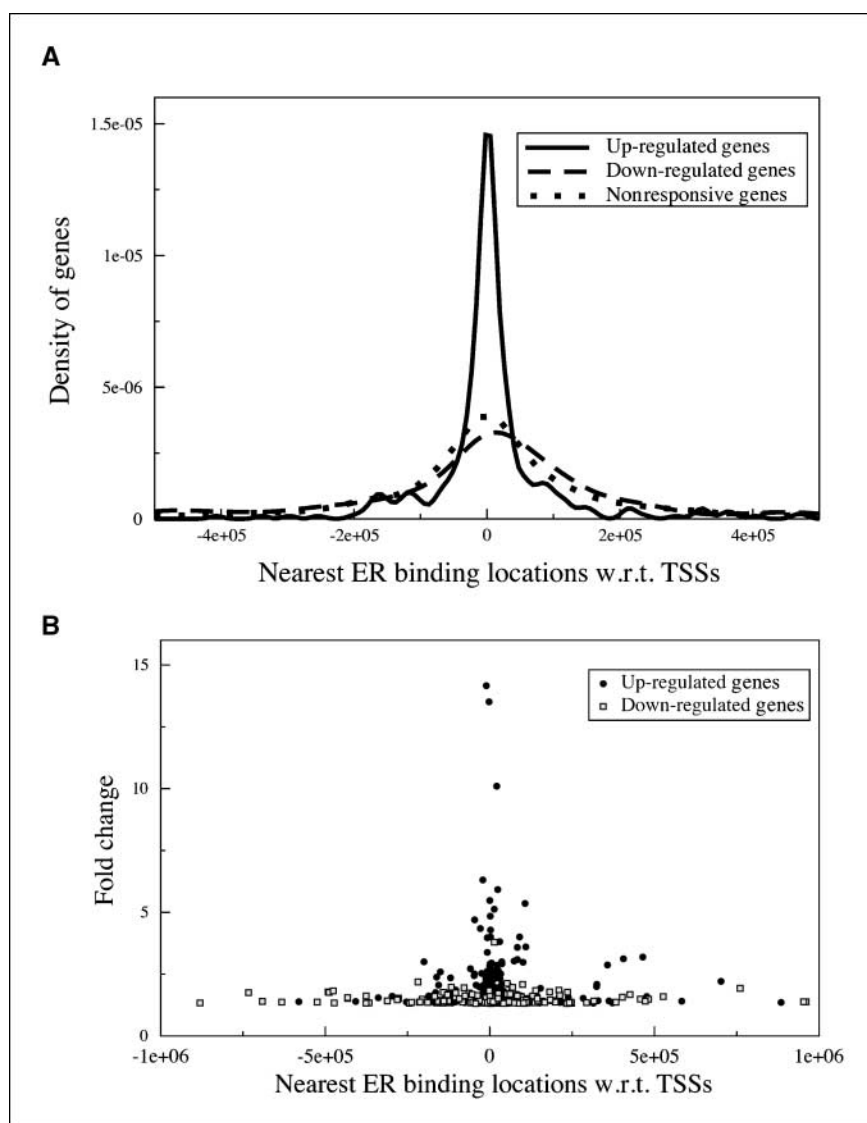 A
1.5e-05
Up-regulated genes
Down-regulated genes
Nonresponsive genes
1e-05
Density of genes
5e-06
0
-4e+05 -2e+05 0 2e+05 4e+05
Nearest ER binding locations w.r.t. TSSs
B
15
Up-regulated genes
Down-regulated genes
10
Fold change
5
0
-1e+06 -5e+05 0 5e+05 1e+06
Nearest ER binding locations w.r.t. TSSs